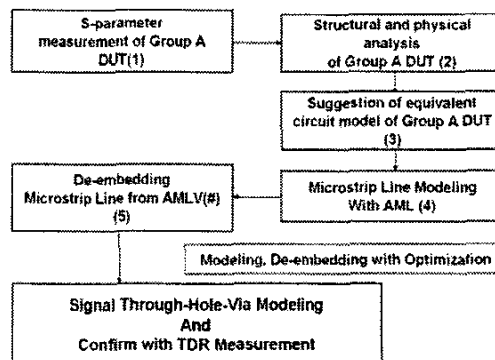 S-parameter
measurement of Group A
DUT(1)
Structural and physical
analysis
of Group A DUT (2)
Suggestion of equivalent
circuit model of Group A DUT
(3)
De-embedding
Microstrip Line from AMLV(#)
(5)
Microstrip Line Modeling
With AML (4)
Modeling, De-embedding with Optimization
Signal Through-Hole-Via Modeling
And
Confirm with TDR Measurement